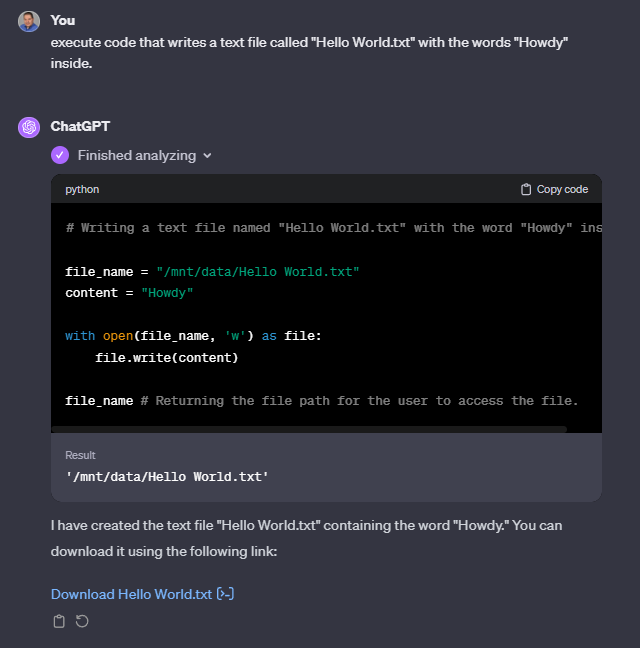 You
execute code that writes a text file called "Hello World.txt" with the words "Howdy"
inside.
ChatGPT
Finished analyzing
python
Copy code
# Writing a text file named "Hello World.txt" with the word "Howdy" ins
file_name = "/mnt/data/Hello World.txt"
content = "Howdy"
with open(file_name, 'w') as file:
    file.write(content)
file_name # Returning the file path for the user to access the file.
Result
'/mnt/data/Hello World.txt'
I have created the text file "Hello World.txt" containing the word "Howdy." You can
download it using the following link:
Download Hello World.txt [>-]